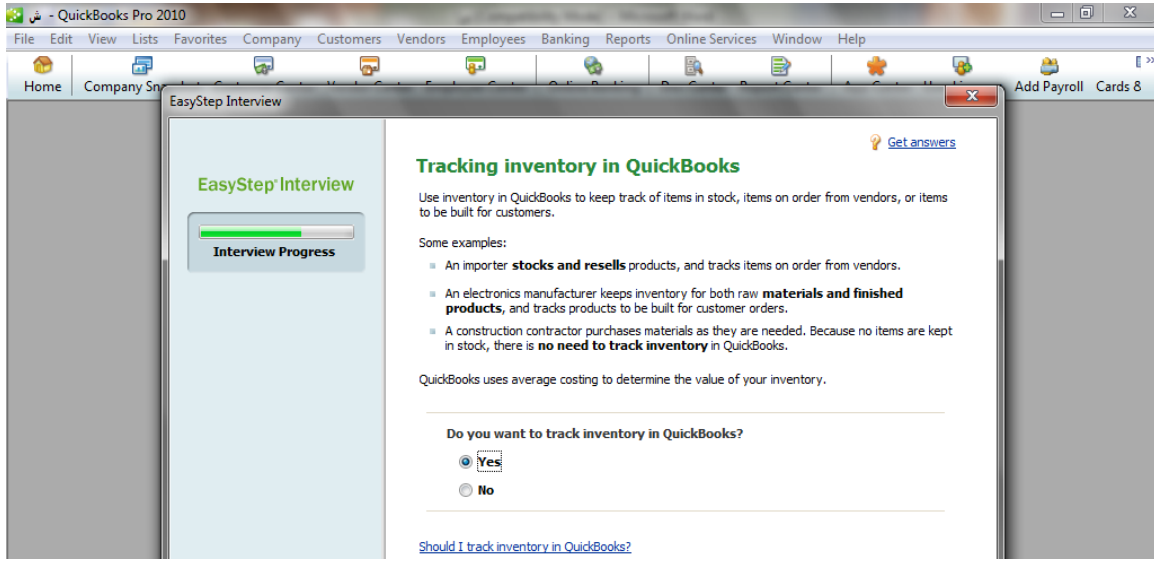 ش - QuickBooks Pro 2010
File Edit View Lists Favorites Company Customers Vendors Employees Banking Reports Online Services Window Help
Home Company Add Payroll Cards &
EasyStep Interview
Get answers
Tracking inventory in QuickBooks
EasyStep Interview
Use inventory in QuickBooks to keep track of items in stock, items on order from vendors, or items
to be built for customers.
Interview Progress
Some examples:
An importer stocks and resells products, and tracks items on order from vendors.
An electronics manufacturer keeps inventory for both raw materials and finished
products, and tracks products to be built for customer orders.
A construction contractor purchases materials as they are needed. Because no items are kept
in stock, there is no need to track inventory in QuickBooks.
QuickBooks uses average costing to determine the value of your inventory.
Do you want to track inventory in QuickBooks?
Yes
No
Should I track inventory in QuickBooks?